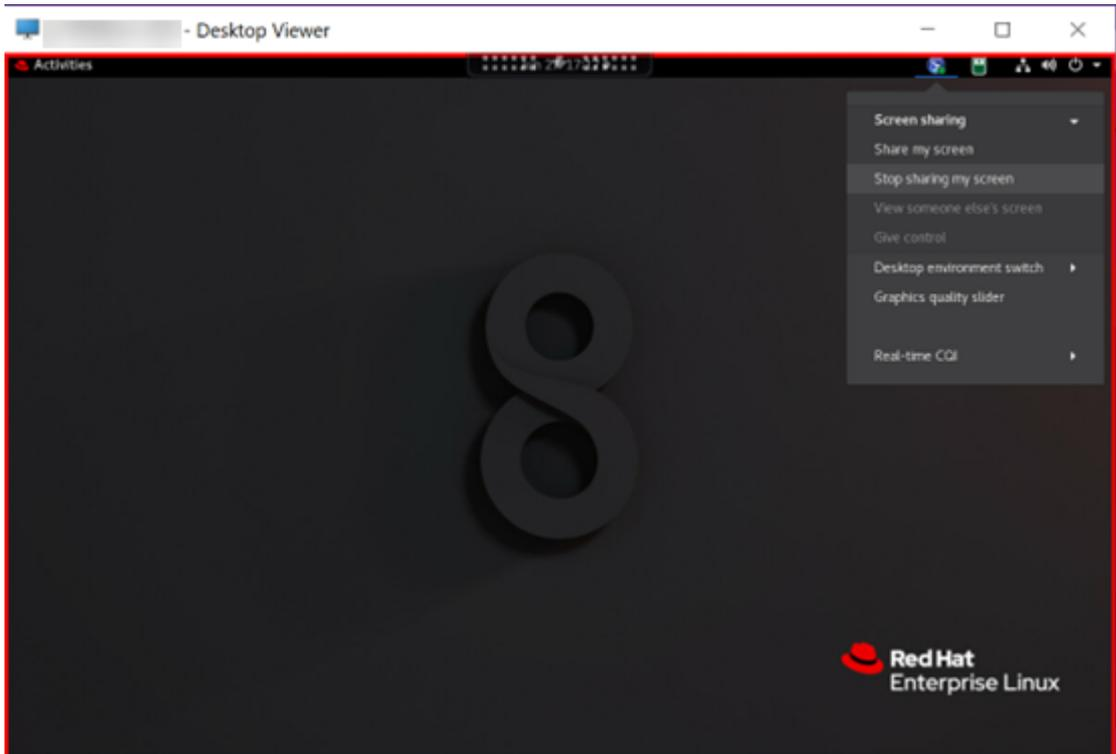 - Desktop Viewer
Activities
Screen sharing
Share my screen
Stop sharing my screen
View someone else's screen
Give control
Desktop environment switch
Graphics quality slider
Real-time CQI
8
Red Hat
Enterprise Linux